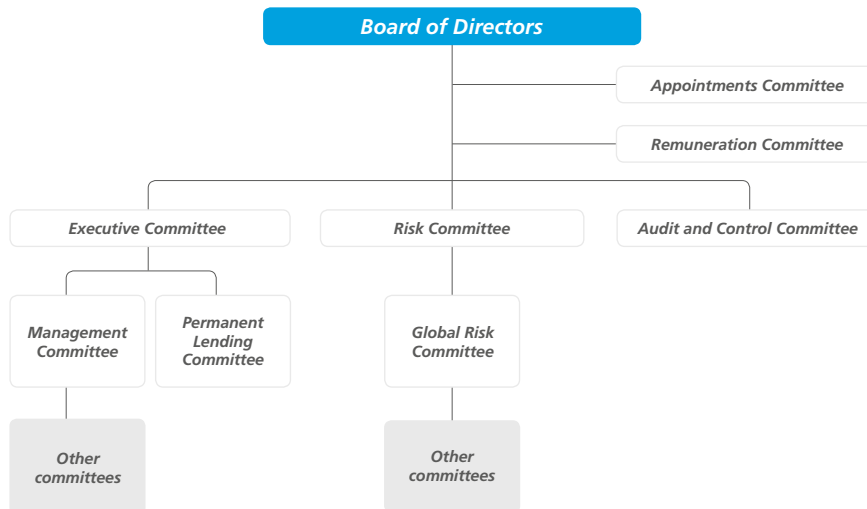 Board of Directors
Appointments Committee
Remuneration Committee
Executive Committee
Risk Committee
Audit and Control Committee
Management
Committee
Permanent
Lending
Committee
Global Risk
Committee
Other
committees
Other
committees